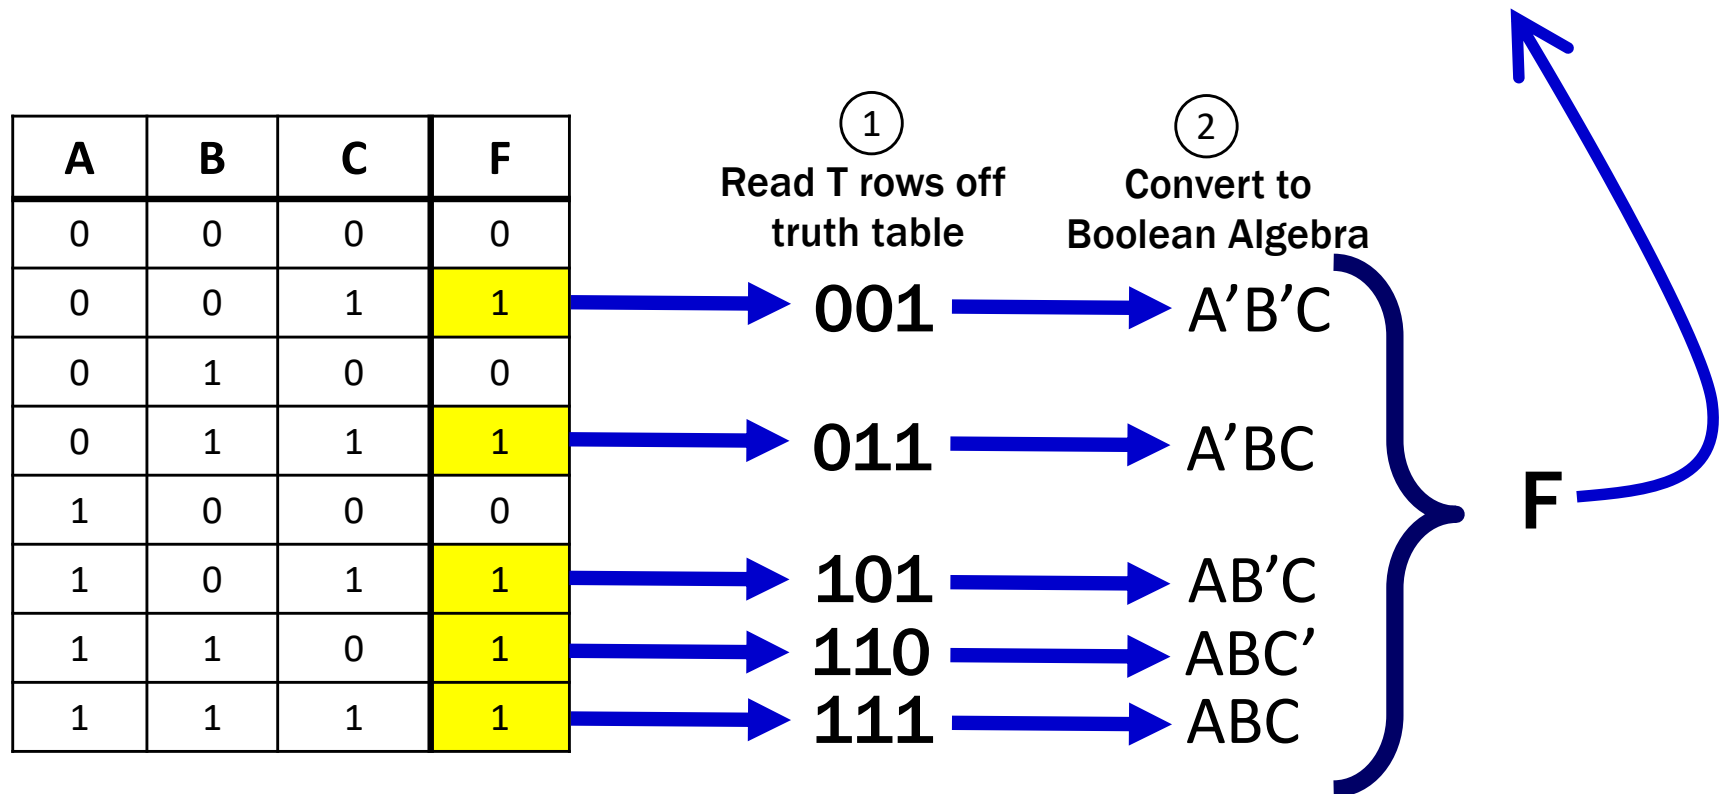 1
2
Read T rows off
truth table
Convert to
Boolean Algebra
A B C F
0 0 0 0
0 0 1 1
0 1 0 0
0 1 1 1
1 0 0 0
1 0 1 1
1 1 0 1
1 1 1 1
001 A’B’C
011 A’BC
101 AB’C
110 ABC’
111 ABC
F